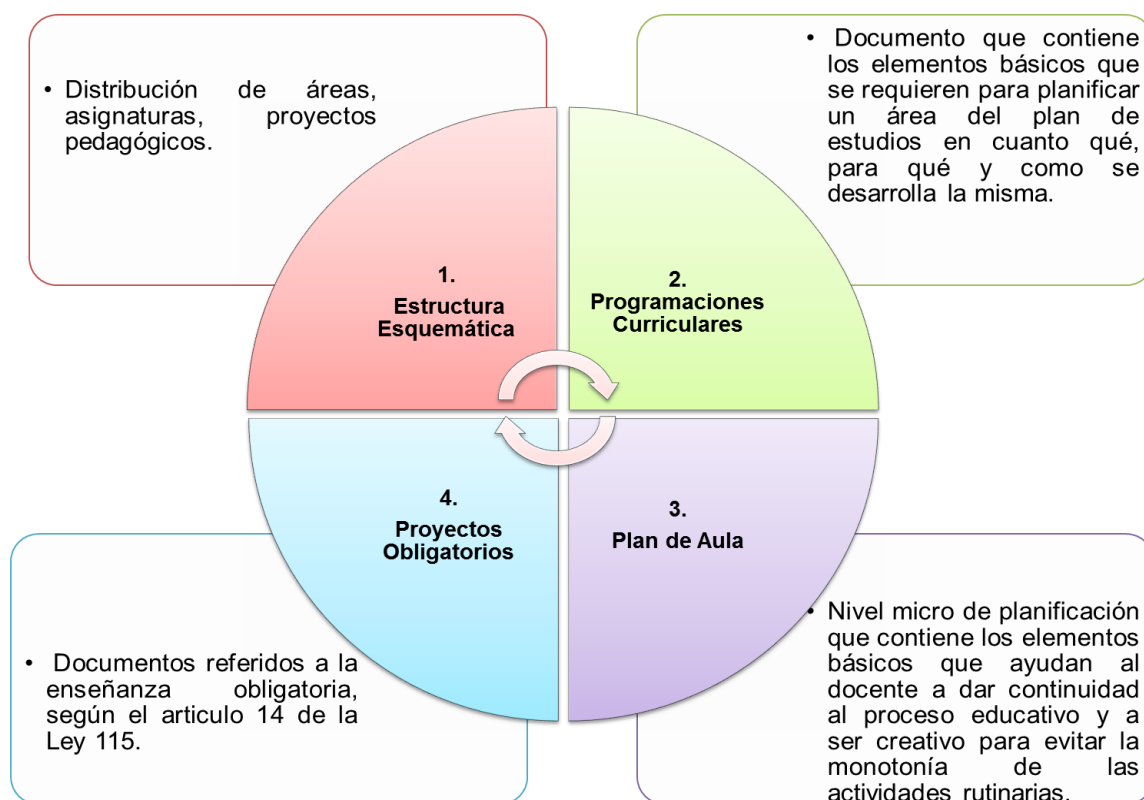 • Distribución de áreas,
asignaturas, proyectos
pedagógicos.
• Documento que contiene
los elementos básicos que
se requieren para planificar
un área del plan de
estudios en cuanto qué,
para qué y como se
desarrolla la misma.
1.
Estructura
Esquemática
2.
Programaciones
Curriculares
4.
Proyectos
Obligatorios
3.
Plan de Aula
• Documentos referidos a la
enseñanza obligatoria,
según el articulo 14 de la
Ley 115.
• Nivel micro de planificación
que contiene los elementos
básicos que ayudan al
docente a dar continuidad
al proceso educativo y a
ser creativo para evitar la
monotonía de las
actividades rutinarias.